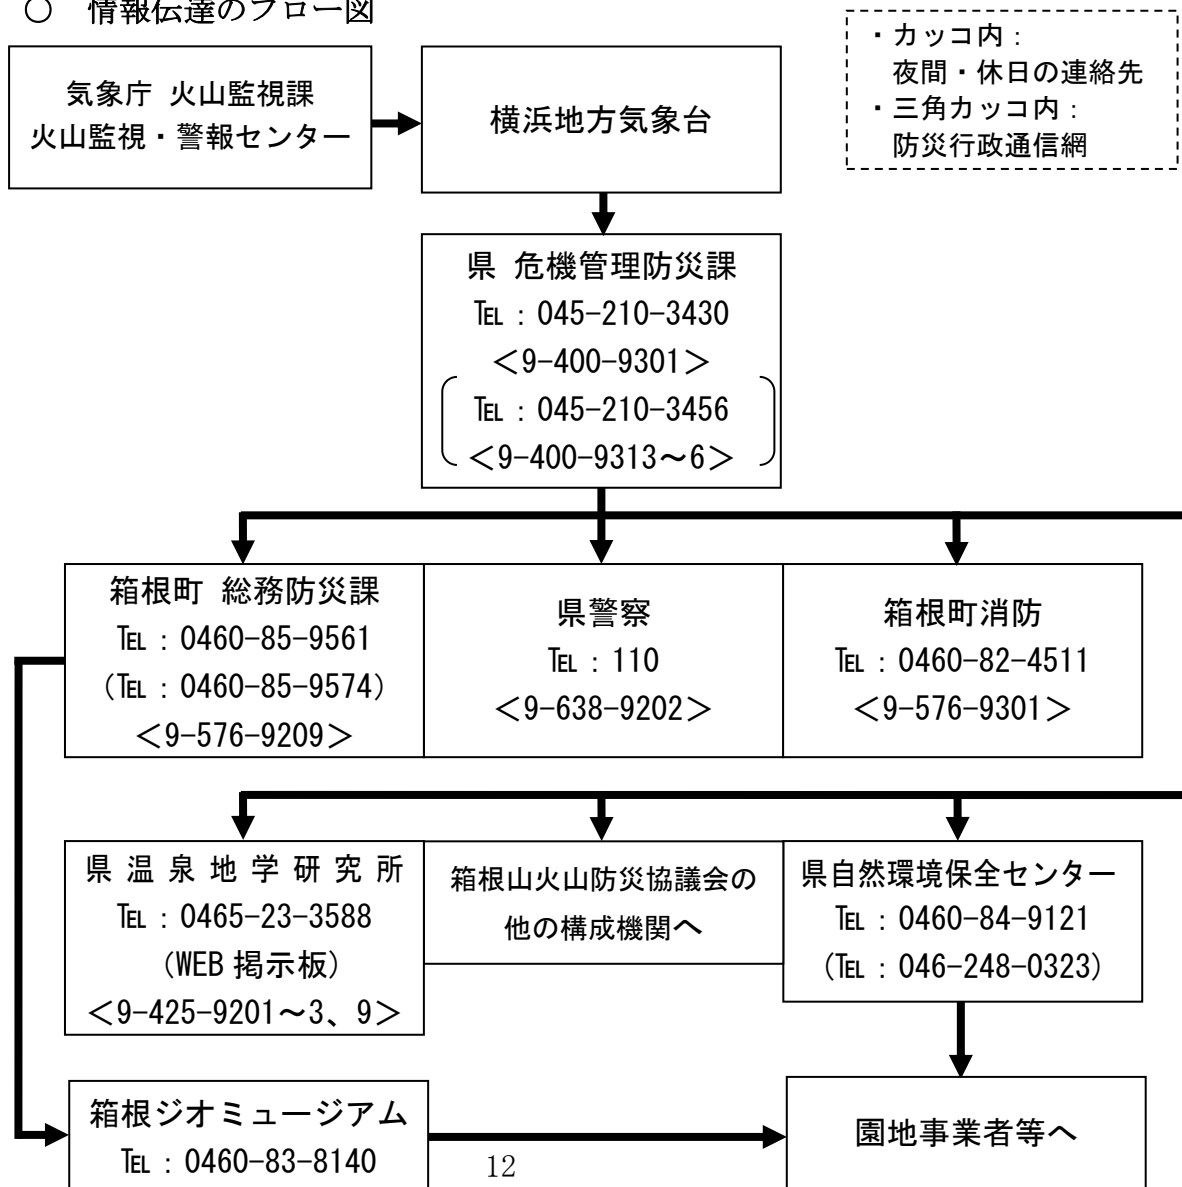 ○ 情報伝達のフロー図
・カッコ内：
夜間・休日の連絡先
・三角カッコ内：
防災行政通信網
気象庁 火山監視課
火山監視・警報センター
横浜地方気象台
県 危機管理防災課
℡：045-210-3430
＜9-400-9301＞
℡：045-210-3456
＜9-400-9313～6＞
箱根町 総務防災課
℡：0460-85-9561
（℡：0460-85-9574）
＜9-576-9209＞
県警察
℡：110
＜9-638-9202＞
箱根町消防
℡：0460-82-4511
＜9-576-9301＞
県温泉地学研究所
℡：0465-23-3588
（WEB掲示板）
＜9-425-9201～3、9＞
箱根山火山防災協議会の
他の構成機関へ
県自然環境保全センター
℡：0460-84-9121
（℡：046-248-0323）
箱根ジオミュージアム
℡：0460-83-8140
園地事業者等へ
12